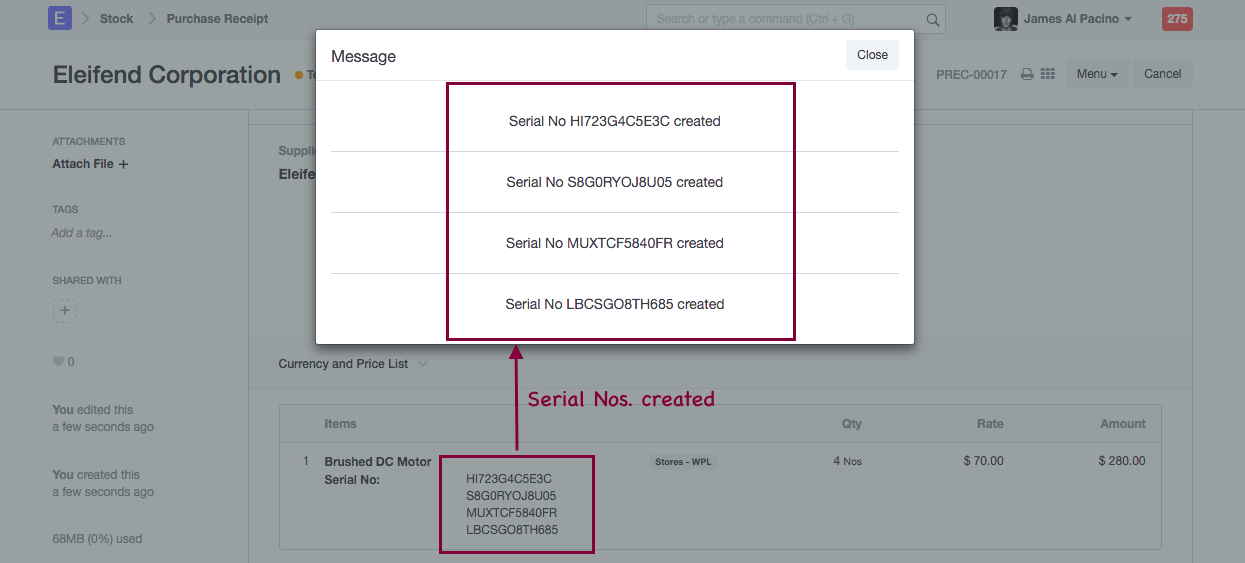 E Stock Purchase Receipt Search or type a command (Ctrl + G) James Al Pacino 275
Message Close
Eleifend Corporation PREC-00017 Menu Cancel
Serial No HI723G4C5E3C created
Serial No S8G0RYOJ8U05 created
Serial No MUXTCF5840FR created
Serial No LBCSGO8TH685 created
ATTACHMENTS
Attach File +
TAGS
Add a tag...
SHARED WITH
+
0
You edited this
a few seconds ago
You created this
a few seconds ago
68MB (0%) used
Currency and Price List
Serial Nos. created
Items Qty Rate Amount
1 Brushed DC Motor Stores - WPL 4 Nos $ 70.00 $ 280.00
Serial No:
HI723G4C5E3C
S8G0RYOJ8U05
MUXTCF5840FR
LBCSGO8TH685